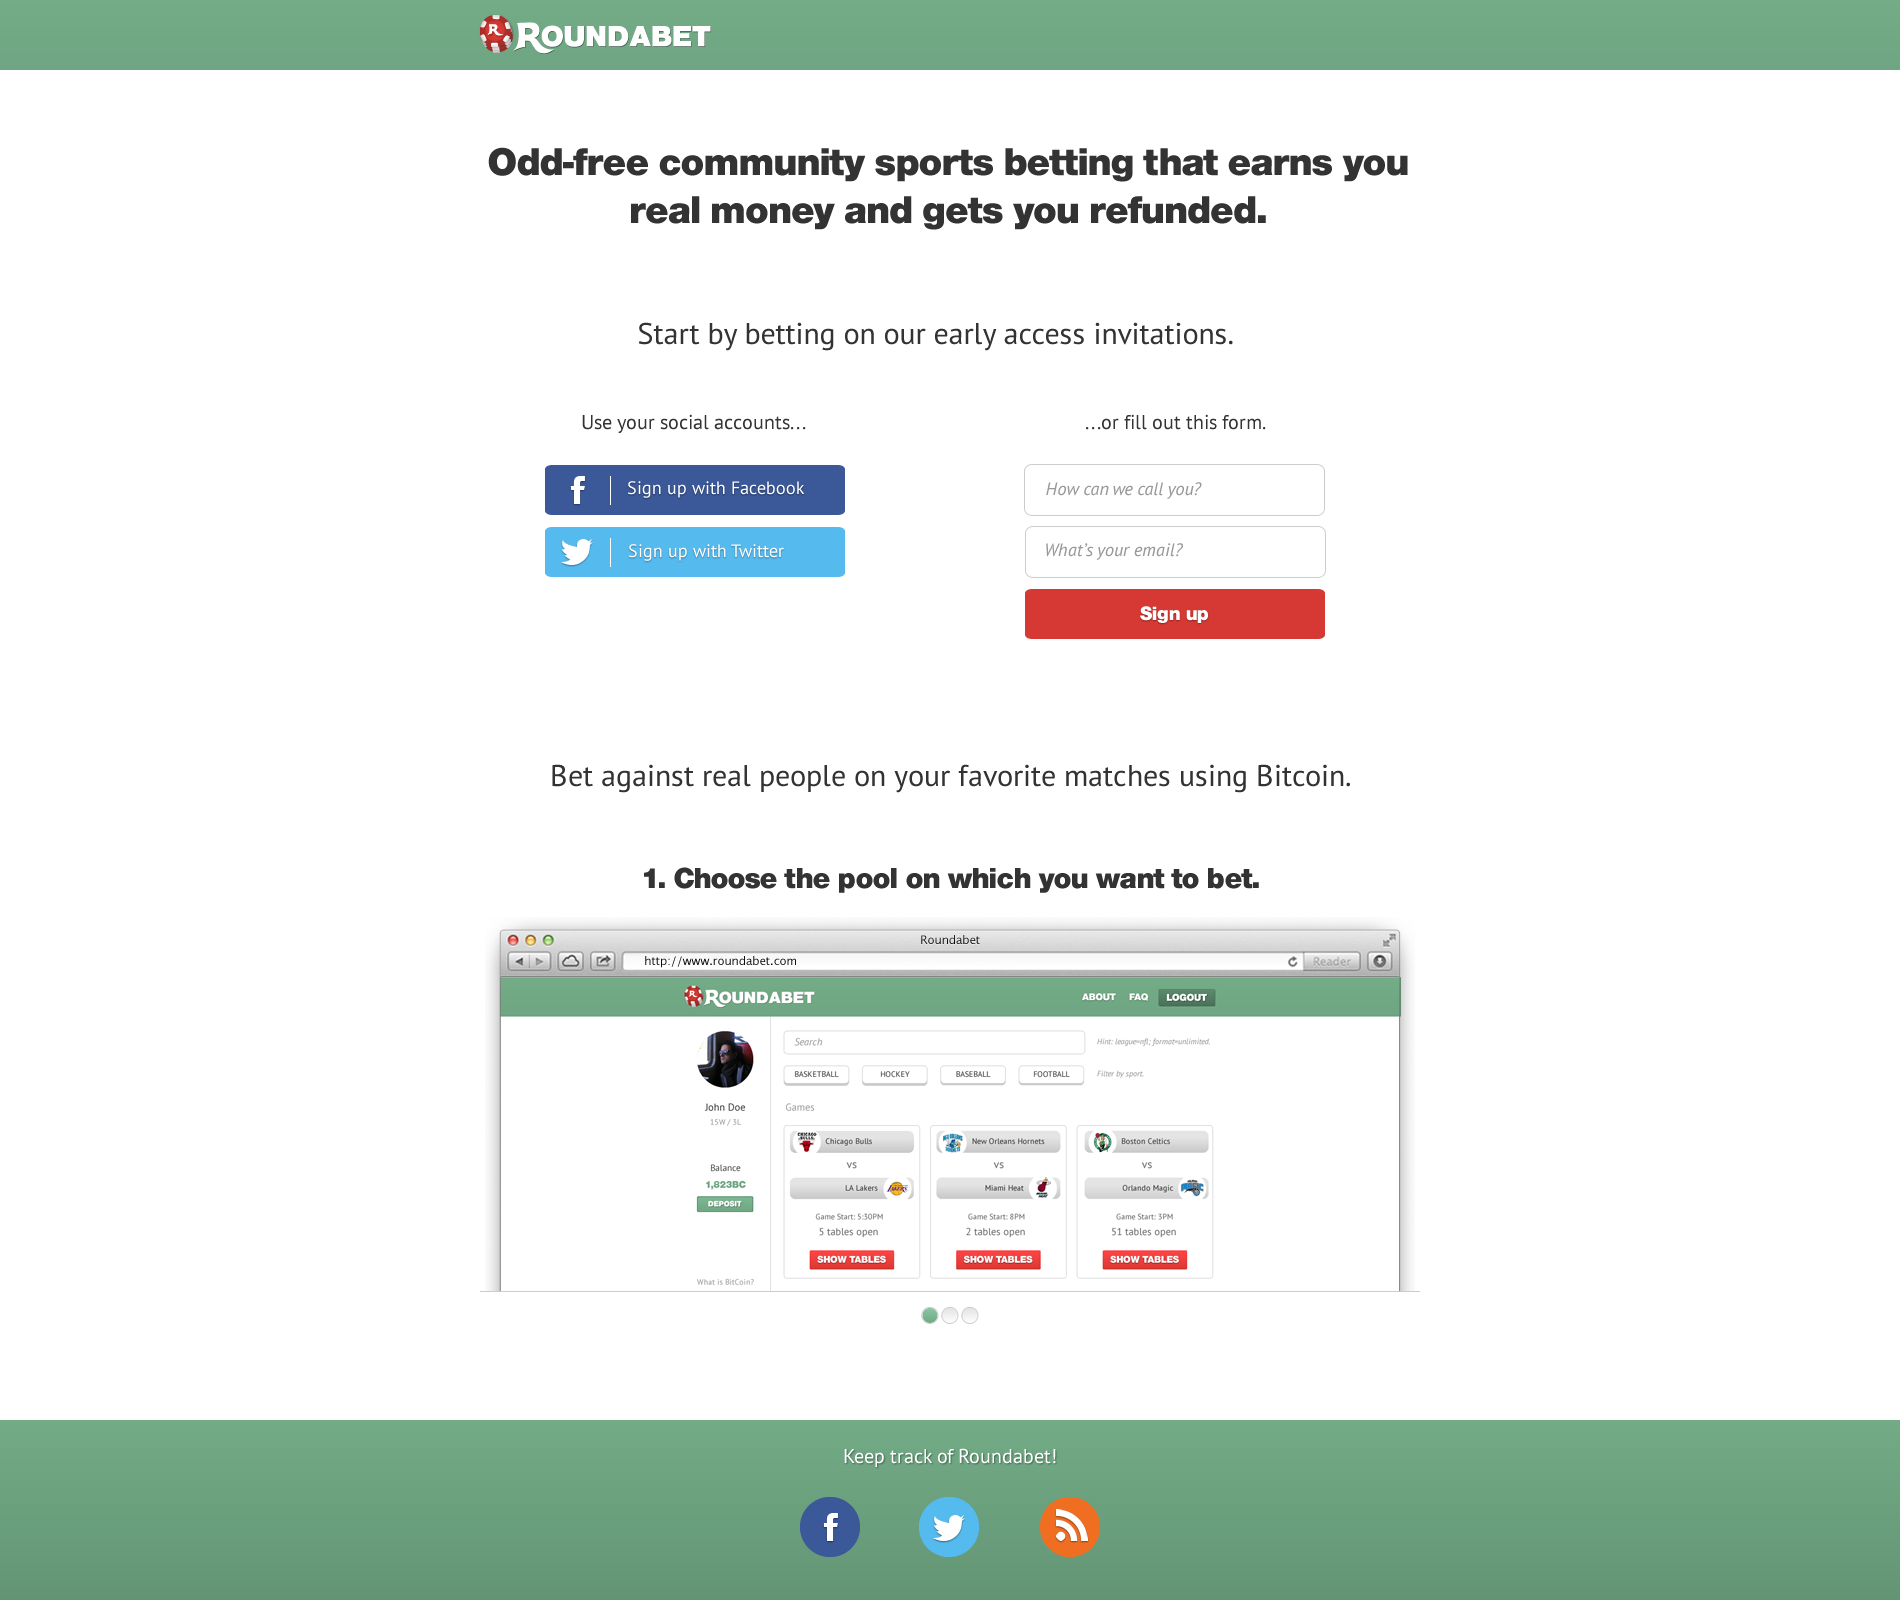 ROUNDABET
Odd-free community sports betting that earns you
real money and gets you refunded.
Start by betting on our early access invitations.
Use your social accounts...
...or fill out this form.
Sign up with Facebook
How can we call you?
Sign up with Twitter
What's your email?
Sign up
Bet against real people on your favorite matches using Bitcoin.
1. Choose the pool on which you want to bet.
Roundabet
http://www.roundabet.com
Reader
ROUNDABET
ABOUT
FAQ
LOGOUT
Search
Hint: league=nfl; format=unlimited.
BASKETBALL
HOCKEY
BASEBALL
FOOTBALL
Filter by sport.
John Doe
15W / 3L
Balance
1,823BC
DEPOSIT
What is BitCoin?
Games
Chicago Bulls
vs
LA Lakers
Game Start: 5:30PM
5 tables open
SHOW TABLES
New Orleans Hornets
vs
Miami Heat
Game Start: 8PM
2 tables open
SHOW TABLES
Boston Celtics
vs
Orlando Magic
Game Start: 3PM
51 tables open
SHOW TABLES
Keep track of Roundabet!